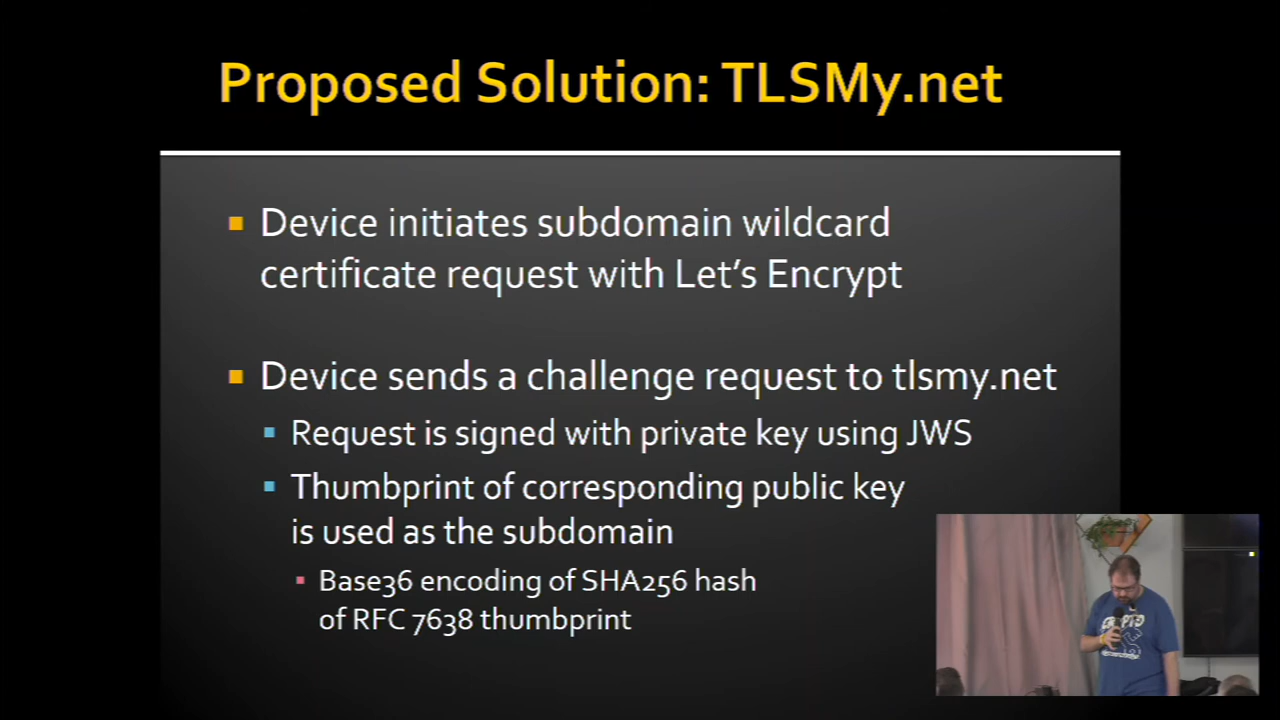 Proposed Solution: TLSMy.net
Device initiates subdomain wildcard
certificate request with Let's Encrypt
Device sends a challenge request to tlsmy.net
Request is signed with private key using JWS
Thumbprint of corresponding public key
is used as the subdomain
Base36 encoding of SHA256 hash
of RFC 7638 thumbprint